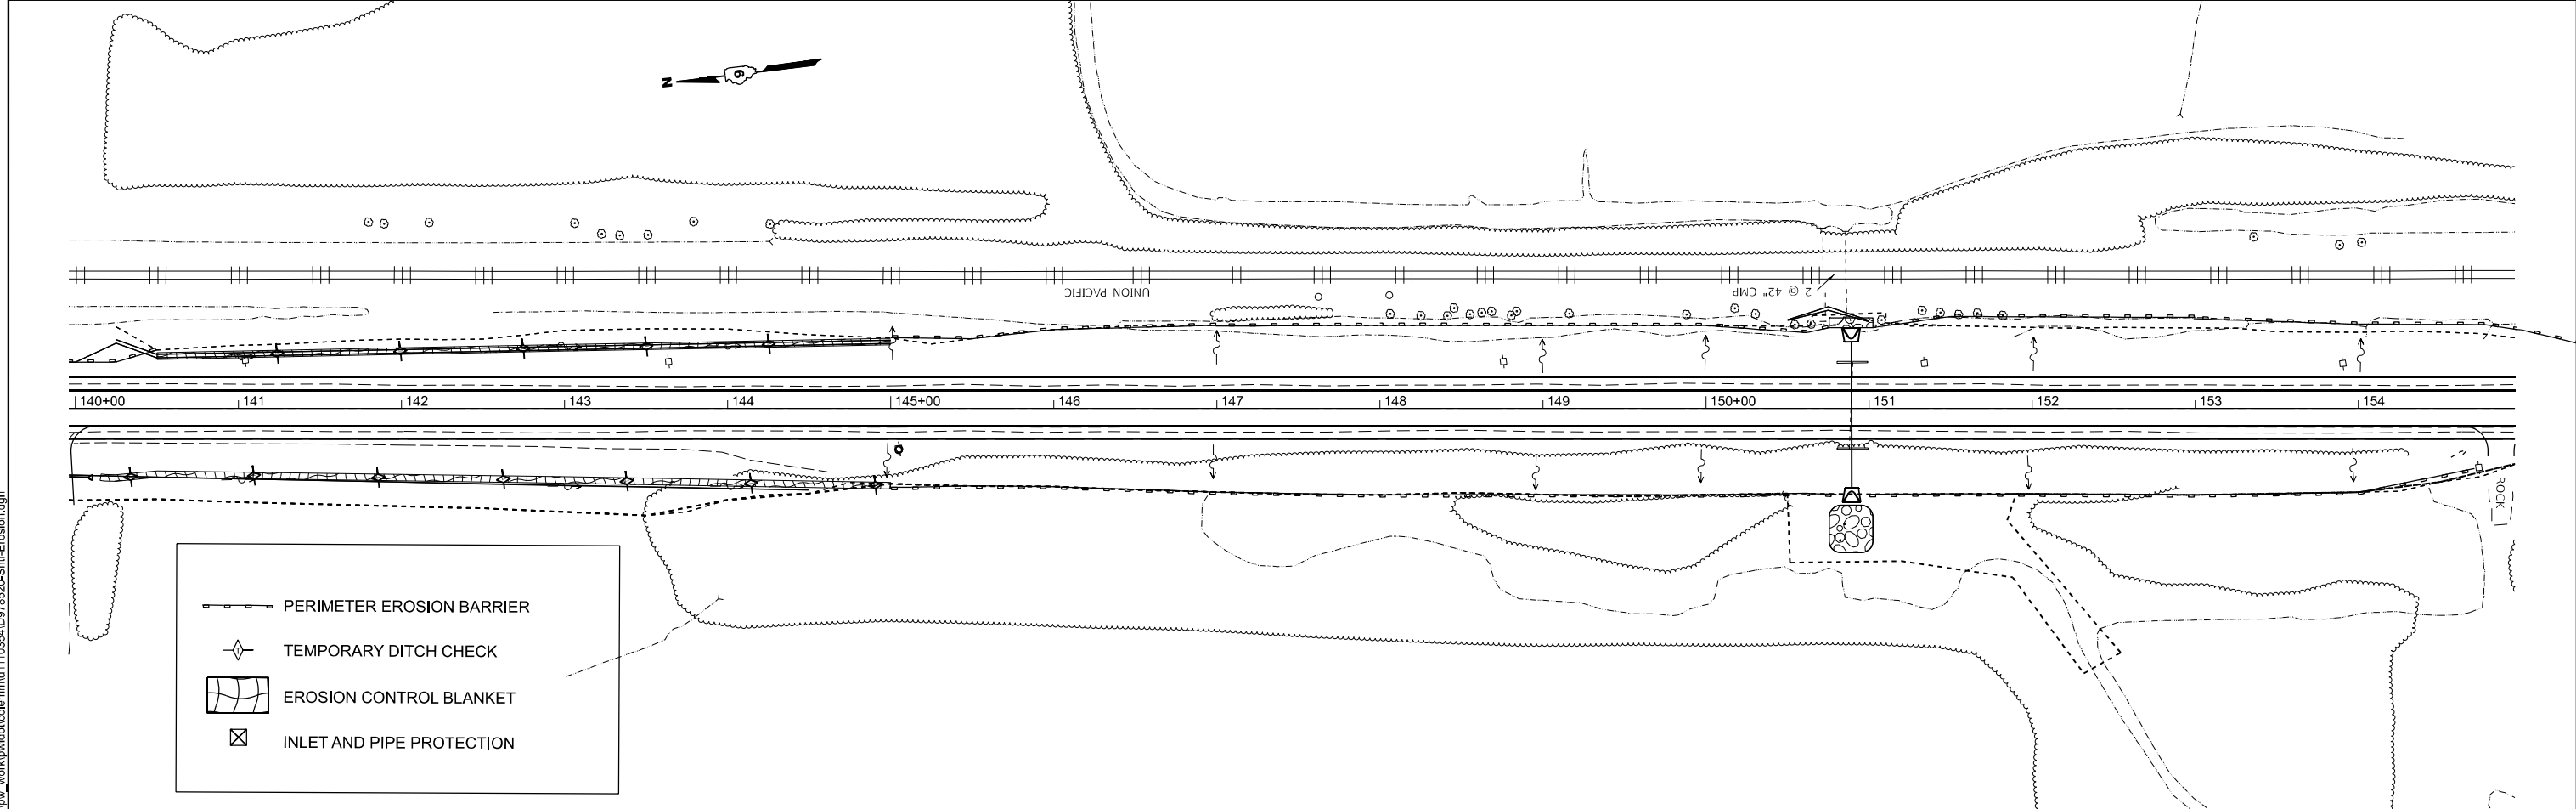 N
6
UNION PACIFIC
2 @ 42" CMP
140+00 141 142 143 144 145+00 146 147 148 149 150+00 151 152 153 154
ROCK
PERIMETER EROSION BARRIER
TEMPORARY DITCH CHECK
EROSION CONTROL BLANKET
INLET AND PIPE PROTECTION